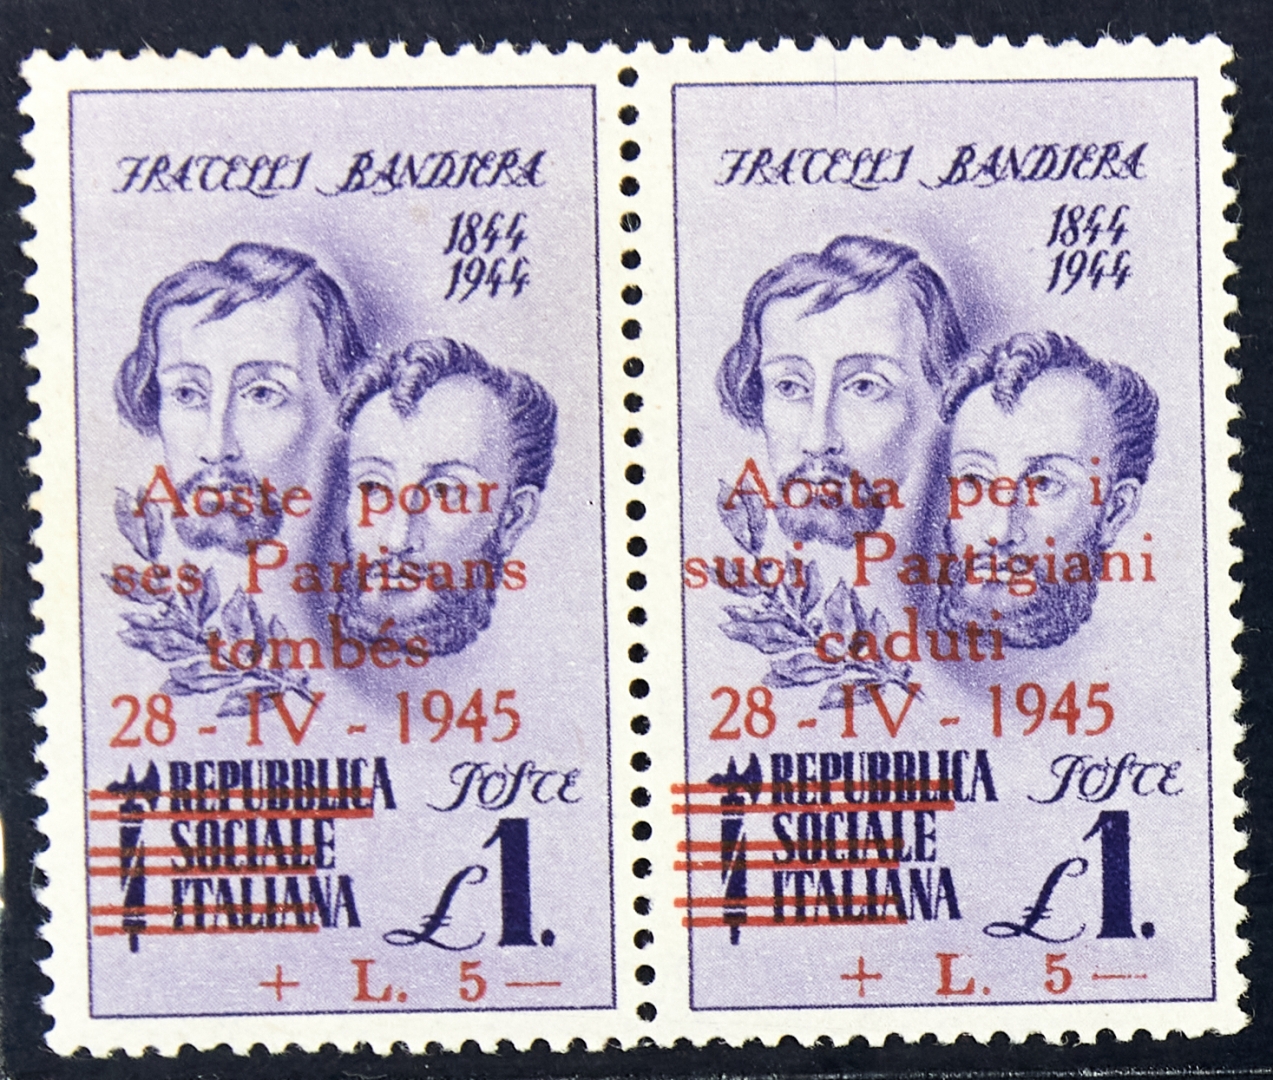 FRATELLI BANDIERA
1844
1944
Aoste pour
ses Partisans
tombés
28 - IV - 1945
REPUBBLICA
SOCIALE
ITALIANA
POSTE
£1.
+ L. 5 —
FRATELLI BANDIERA
1844
1944
Aosta per i
suoi Partigiani
caduti
28 - IV - 1945
REPUBBLICA
SOCIALE
ITALIANA
POSTE
£1.
+ L. 5 —